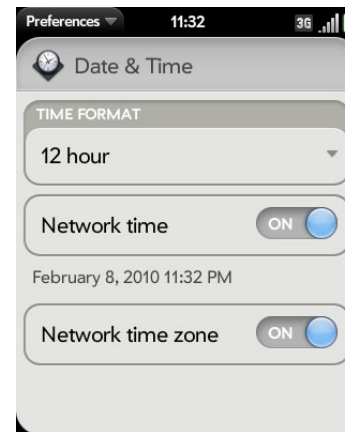 Preferences 11:32 3G
Date & Time
TIME FORMAT
12 hour
Network time ON
February 8, 2010 11:32 PM
Network time zone ON